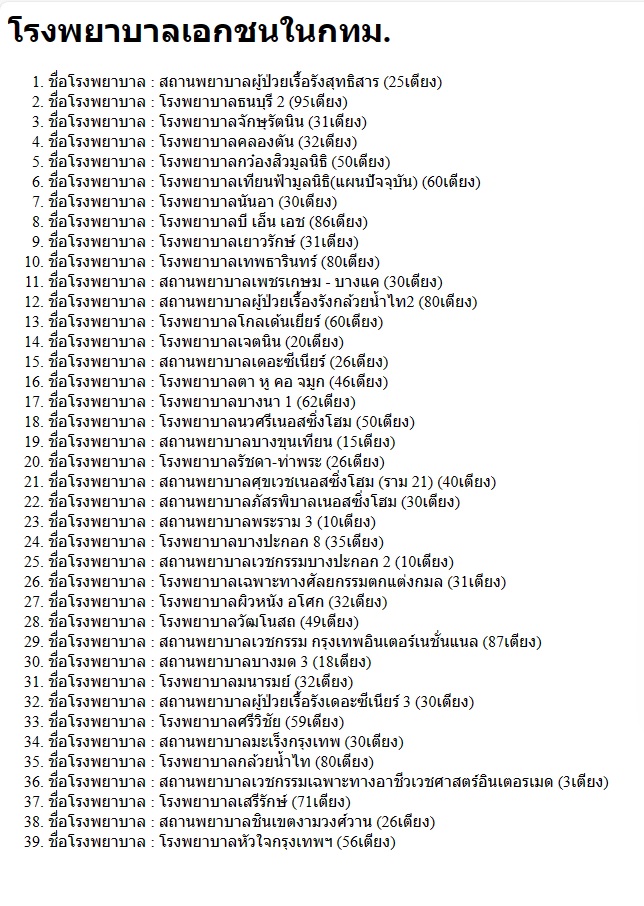 โรงพยาบาลเอกชนในกทม.
1. ชื่อโรงพยาบาล : สถานพยาบาลผู้ป่วยเรื้อรังสุทธิสาร (25เตียง)
2. ชื่อโรงพยาบาล : โรงพยาบาลธนบุรี 2 (95เตียง)
3. ชื่อโรงพยาบาล : โรงพยาบาลจักษุรัตนิน (31เตียง)
4. ชื่อโรงพยาบาล : โรงพยาบาลคลองตัน (32เตียง)
5. ชื่อโรงพยาบาล : โรงพยาบาลกว๋องสิวมูลนิธิ (50เตียง)
6. ชื่อโรงพยาบาล : โรงพยาบาลเทียนฟ้ามูลนิธิ(แผนปัจจุบัน) (60เตียง)
7. ชื่อโรงพยาบาล : โรงพยาบาลนันอา (30เตียง)
8. ชื่อโรงพยาบาล : โรงพยาบาลบี เอ็น เอช (86เตียง)
9. ชื่อโรงพยาบาล : โรงพยาบาลเยาวรักษ์ (31เตียง)
10. ชื่อโรงพยาบาล : โรงพยาบาลเทพธารินทร์ (80เตียง)
11. ชื่อโรงพยาบาล : สถานพยาบาลเพชรเกษม - บางแค (30เตียง)
12. ชื่อโรงพยาบาล : สถานพยาบาลผู้ป่วยเรื้องรังกล้วยน้ำไท2 (80เตียง)
13. ชื่อโรงพยาบาล : โรงพยาบาลโกลเด้นเยียร์ (60เตียง)
14. ชื่อโรงพยาบาล : โรงพยาบาลเจตนิน (20เตียง)
15. ชื่อโรงพยาบาล : สถานพยาบาลเดอะซีเนียร์ (26เตียง)
16. ชื่อโรงพยาบาล : โรงพยาบาลตา หู คอ จมูก (46เตียง)
17. ชื่อโรงพยาบาล : โรงพยาบาลบางนา 1 (62เตียง)
18. ชื่อโรงพยาบาล : โรงพยาบาลนวศรีเนอสซิ่งโฮม (50เตียง)
19. ชื่อโรงพยาบาล : สถานพยาบาลบางขุนเทียน (15เตียง)
20. ชื่อโรงพยาบาล : โรงพยาบาลรัชดา-ท่าพระ (26เตียง)
21. ชื่อโรงพยาบาล : สถานพยาบาลศุขเวชเนอสซิ่งโฮม (ราม 21) (40เตียง)
22. ชื่อโรงพยาบาล : สถานพยาบาลภัสรพิบาลเนอสซิ่งโฮม (30เตียง)
23. ชื่อโรงพยาบาล : สถานพยาบาลพระราม 3 (10เตียง)
24. ชื่อโรงพยาบาล : โรงพยาบาลบางปะกอก 8 (35เตียง)
25. ชื่อโรงพยาบาล : สถานพยาบาลเวชกรรมบางปะกอก 2 (10เตียง)
26. ชื่อโรงพยาบาล : โรงพยาบาลเฉพาะทางศัลยกรรมตกแต่งกมล (31เตียง)
27. ชื่อโรงพยาบาล : โรงพยาบาลผิวหนัง อโศก (32เตียง)
28. ชื่อโรงพยาบาล : โรงพยาบาลวัฒโนสถ (49เตียง)
29. ชื่อโรงพยาบาล : สถานพยาบาลเวชกรรม กรุงเทพอินเตอร์เนชั่นแนล (87เตียง)
30. ชื่อโรงพยาบาล : สถานพยาบาลบางมด 3 (18เตียง)
31. ชื่อโรงพยาบาล : โรงพยาบาลมนารมย์ (32เตียง)
32. ชื่อโรงพยาบาล : สถานพยาบาลผู้ป่วยเรื้อรังเดอะซีเนียร์ 3 (30เตียง)
33. ชื่อโรงพยาบาล : โรงพยาบาลศรีวิชัย (59เตียง)
34. ชื่อโรงพยาบาล : สถานพยาบาลมะเร็งกรุงเทพ (30เตียง)
35. ชื่อโรงพยาบาล : โรงพยาบาลกล้วยน้ำไท (80เตียง)
36. ชื่อโรงพยาบาล : สถานพยาบาลเวชกรรมเฉพาะทางอาชีวเวชศาสตร์อินเตอรเมด (3เตียง)
37. ชื่อโรงพยาบาล : โรงพยาบาลเสรีรักษ์ (71เตียง)
38. ชื่อโรงพยาบาล : สถานพยาบาลชินเขตงามวงศ์วาน (26เตียง)
39. ชื่อโรงพยาบาล : โรงพยาบาลหัวใจกรุงเทพฯ (56เตียง)